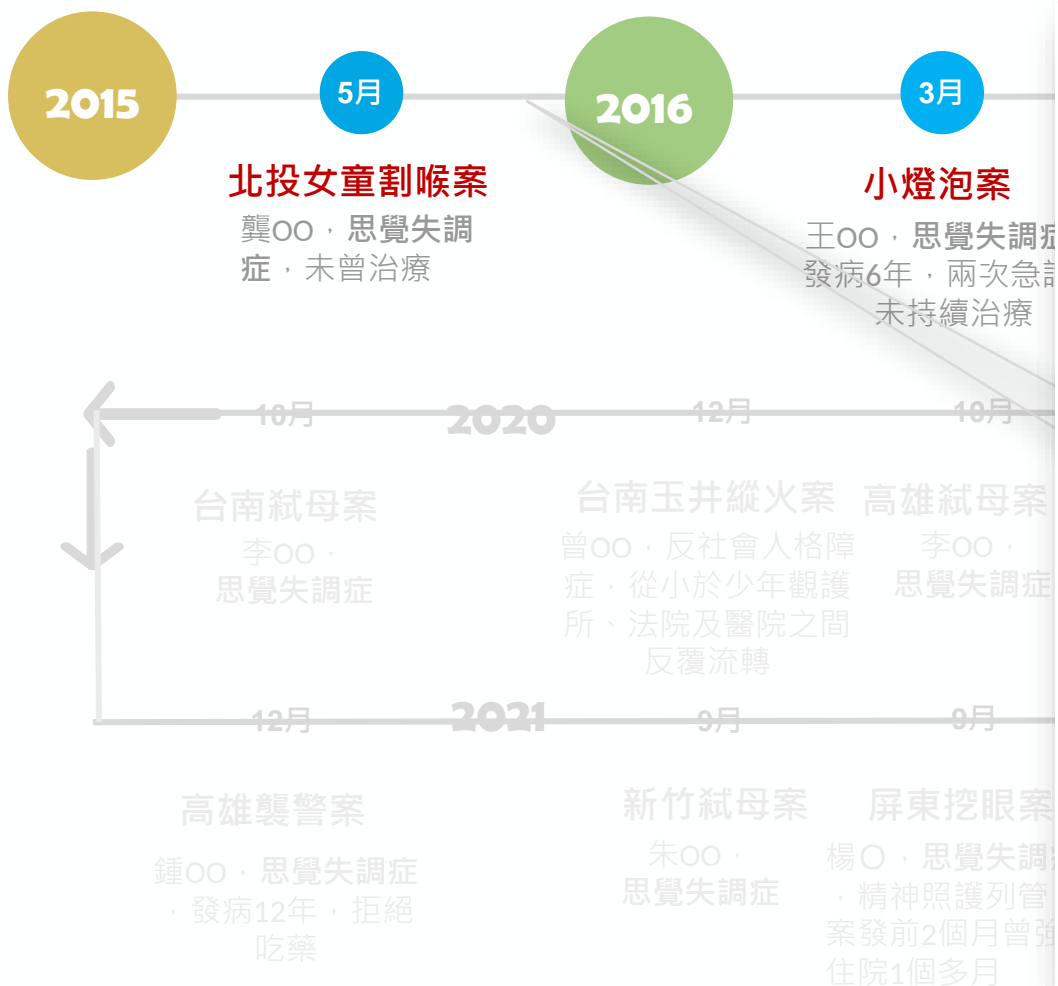 2015
5月
2016
3月
北投女童割喉案
龔OO，思覺失調
症，未曾治療
小燈泡案
王OO，思覺失調症
發病6年，兩次急
未持續治療
10月
2020
12月
10月
台南弒母案
李OO，
思覺失調症
台南玉井縱火案
曾OO，反社會人格障
症，從小於少年觀護
所、法院及醫院之間
反覆流轉
高雄弒母案
李OO，
思覺失調症
12月
2021
9月
9月
高雄襲警案
鍾OO，思覺失調症
，發病12年，拒絕
吃藥
新竹弒母案
朱OO，
思覺失調症
屏東挖眼案
楊O，思覺失調
，精神照護列管
案發前2個月曾強
住院1個多月